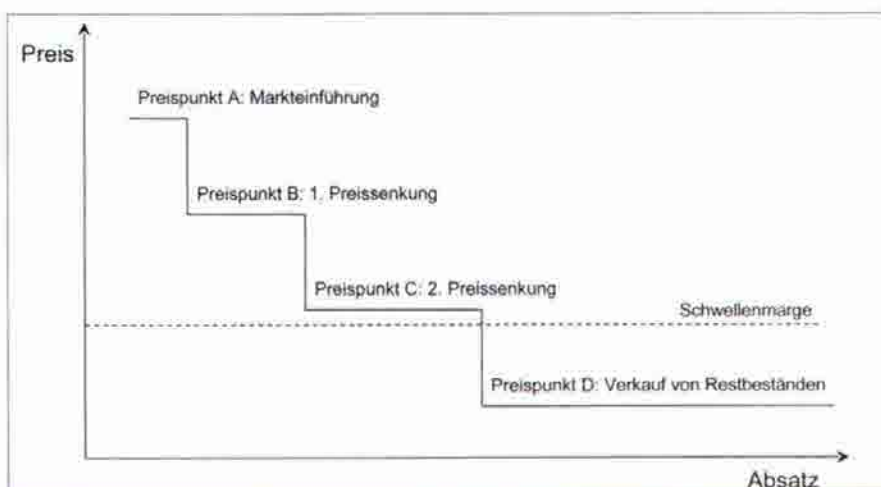 Preis
Preispunkt A: Markteinführung
Preispunkt B: 1. Preissenkung
Preispunkt C: 2. Preissenkung
Schwellenmarge
Preispunkt D: Verkauf von Restbeständen
Absatz